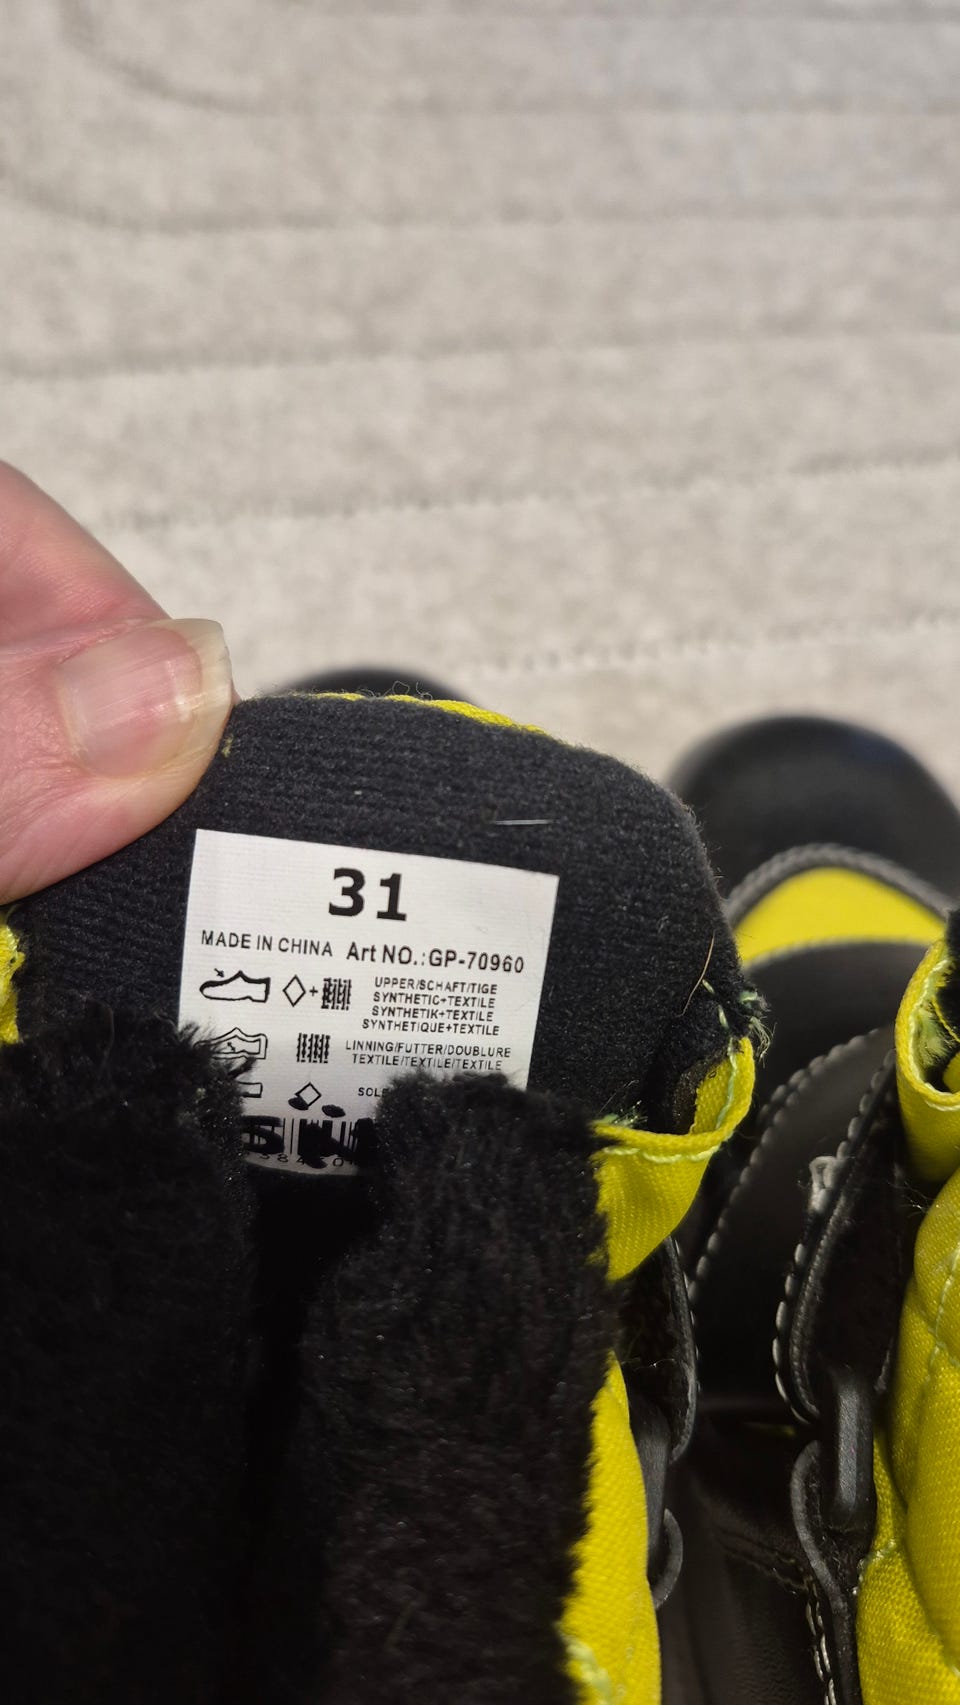 31
MADE IN CHINA Art NO.:GP-70960
UPPER/SCHAFT/TIGE
SYNTHETIC+TEXTILE
SYNTHETIK+TEXTILE
SYNTHETIQUE+TEXTILE
LINNING/FUTTER/DOUBLURE
TEXTILE/TEXTILE/TEXTILE
SOLE